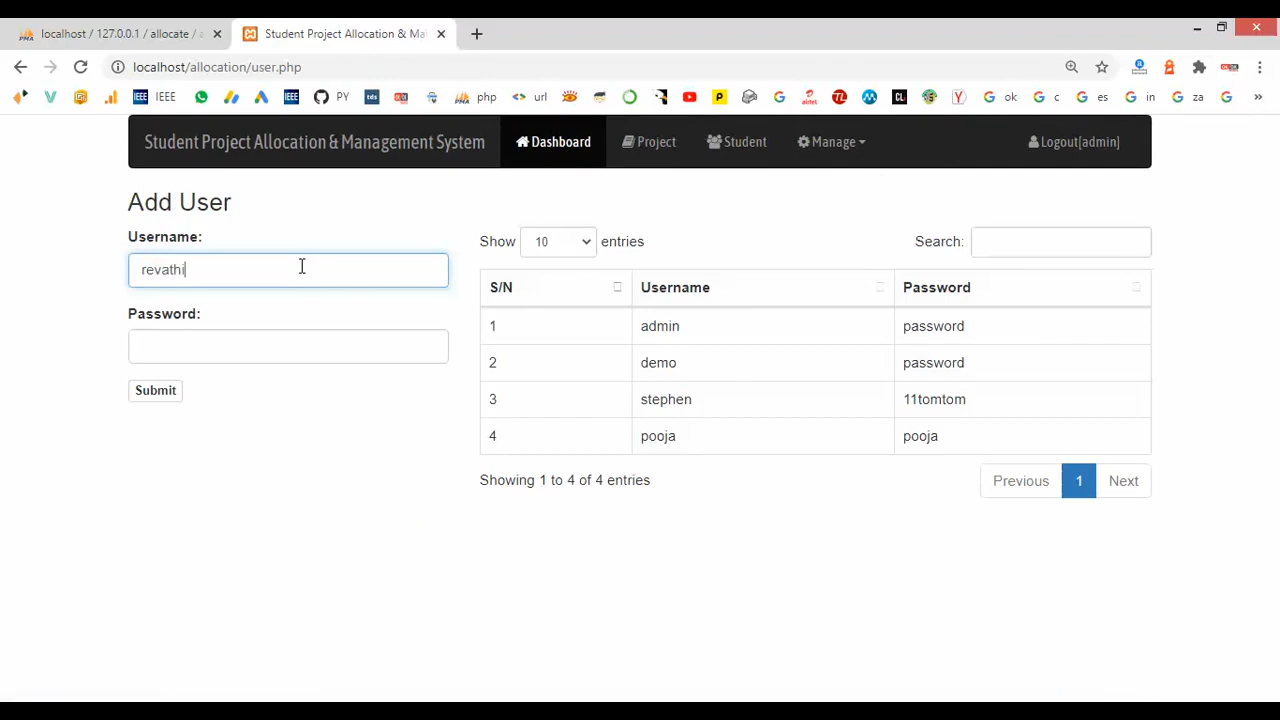 localhost / 127.0.0.1 / allocate / a
Student Project Allocation & Ma
localhost/allocation/user.php
IEEE
PY
php
url
ok
c
es
in
za
Student Project Allocation & Management System
Dashboard
Project
Student
Manage
Logout[admin]
Add User
Username:
revathi
Password:
Submit
Show 10 entries
Search:
S/N Username Password
1 admin password
2 demo password
3 stephen 11tomtom
4 pooja pooja
Showing 1 to 4 of 4 entries
Previous 1 Next